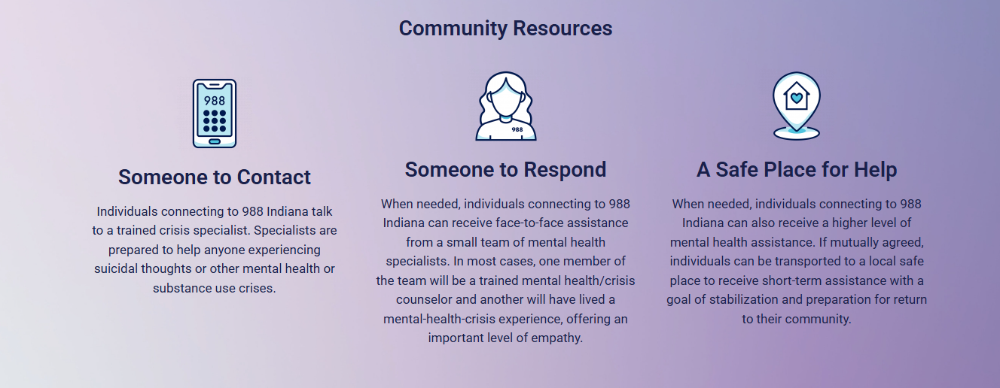 Community Resources
988
Someone to Contact
Individuals connecting to 988 Indiana talk
to a trained crisis specialist. Specialists are
prepared to help anyone experiencing
suicidal thoughts or other mental health or
substance use crises.
988
Someone to Respond
When needed, individuals connecting to 988
Indiana can receive face-to-face assistance
from a small team of mental health
specialists. In most cases, one member of
the team will be a trained mental health/crisis
counselor and another will have lived a
mental-health-crisis experience, offering an
important level of empathy.
A Safe Place for Help
When needed, individuals connecting to 988
Indiana can also receive a higher level of
mental health assistance. If mutually agreed,
individuals can be transported to a local safe
place to receive short-term assistance with a
goal of stabilization and preparation for return
to their community.